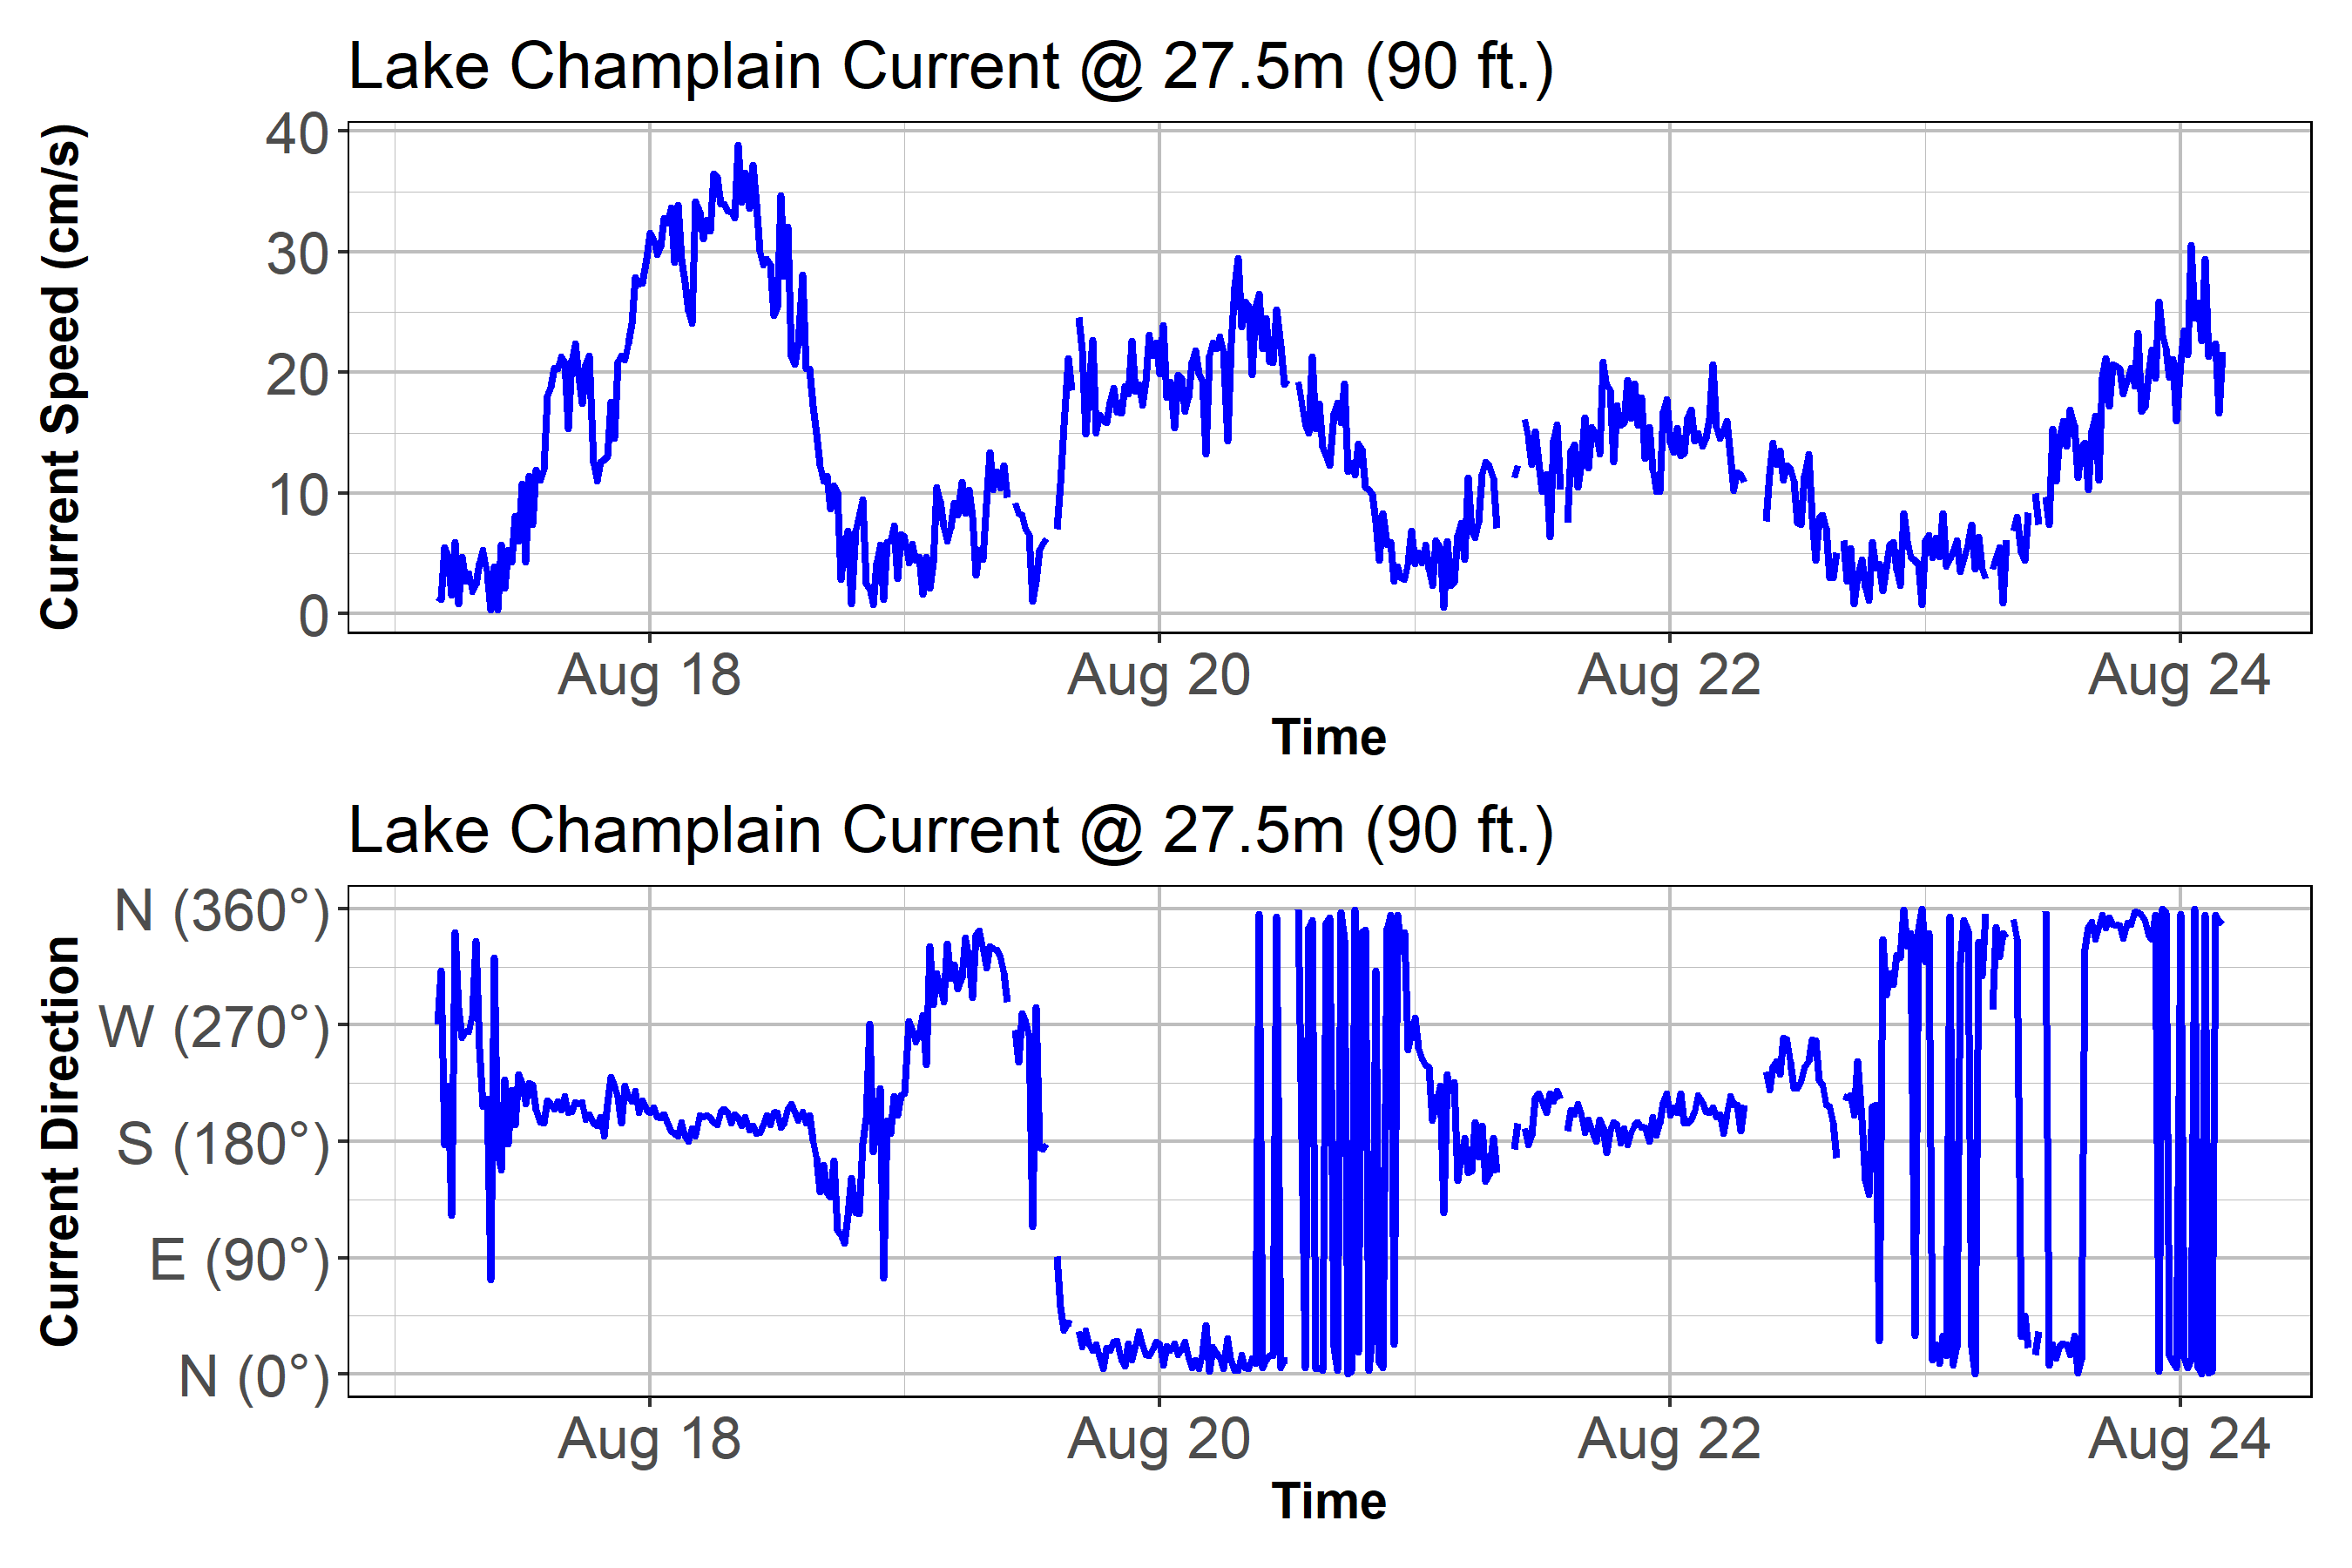 Lake Champlain Current @ 27.5m (90 ft.)
Current Speed (cm/s)
40
30
20
10
0
Aug 18 Aug 20 Aug 22 Aug 24
Time
Lake Champlain Current @ 27.5m (90 ft.)
Current Direction
N (360°)
W (270°)
S (180°)
E (90°)
N (0°)
Aug 18 Aug 20 Aug 22 Aug 24
Time